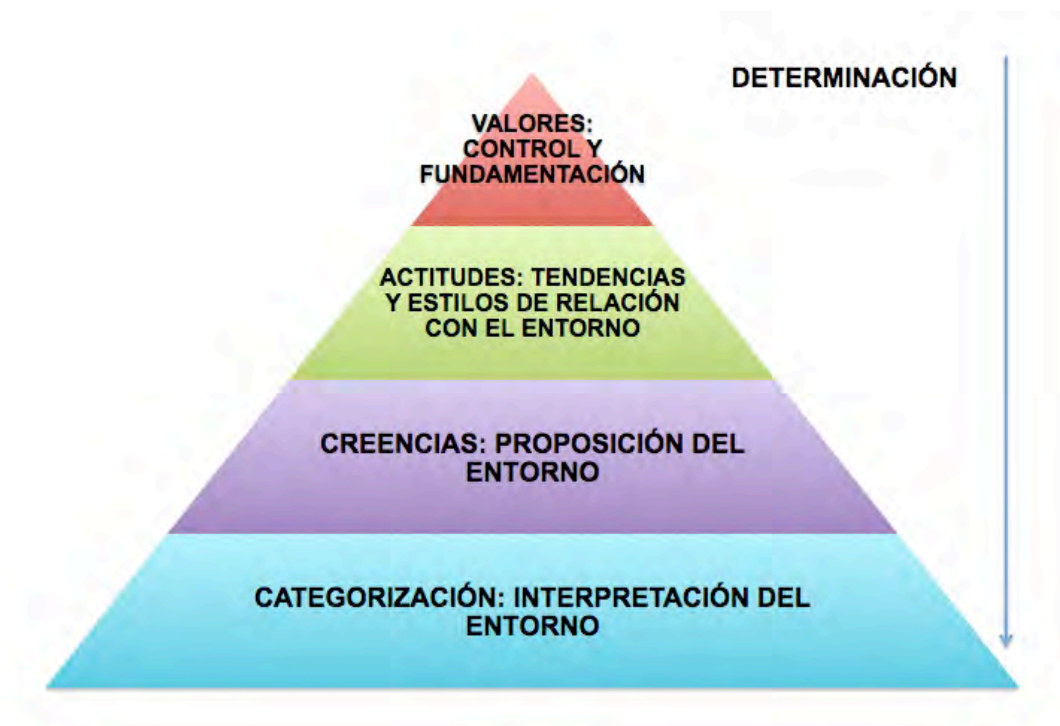 DETERMINACIÓN
VALORES:
CONTROL Y
FUNDAMENTACIÓN
ACTITUDES: TENDENCIAS
Y ESTILOS DE RELACIÓN
CON EL ENTORNO
CREENCIAS: PROPOSICIÓN DEL
ENTORNO
CATEGORIZACIÓN: INTERPRETACIÓN DEL
ENTORNO